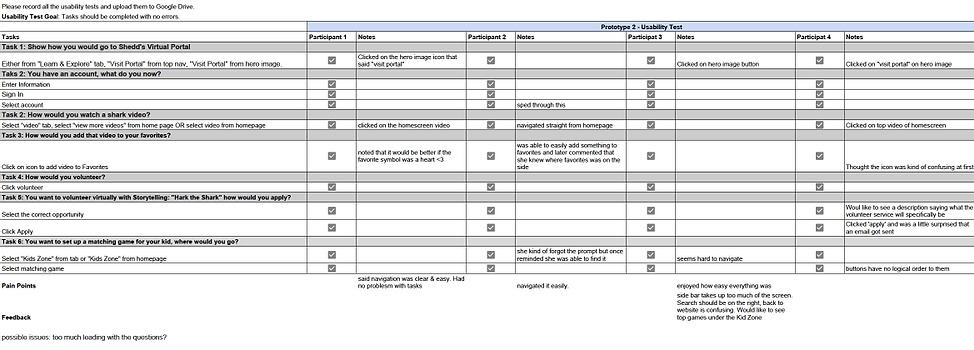 Please record all the usability tests and upload them to Google Drive.
Usability Test Goal: Tasks should be completed with no errors.
Prototype 2 - Usability Test
Tasks Participant 1 Notes Participant 2 Notes Participat 3 Notes Participant 4 Notes
Task 1: Show how you would go to Shedd's Virtual Portal
Either from "Learn & Explore" tab, "Visit Portal" from top nav, "Visit Portal" from hero image.
Clicked on the hero image icon that
said "visit portal"
Clicked on hero image button
Clicked on "visit portal" on hero image
Taks 2: You have an account, what do you now?
Enter Information
Sign In
Select account sped through this
Task 2: How would you watch a shark video?
Select "video" tab, select "view more videos" from home page OR select video from homepage clicked on the homescreen video navigated straight from homepage Clicked on top video of homescreen
Task 3: How would you add that video to your favorites?
Click on icon to add video to Favorites
noted that it would be better if the
favorite symbol was a heart <3
was able to easily add something to
favorites and later commented that
she knew where favorites was on the
side
Thought the icon was kind of confusing at first
Task 4: How would you volunteer?
Click volunteer
Task 5: You want to volunteer virtually with Storytelling: "Hark the Shark" how would you apply?
Select the correct opportunity
Woul like to see a description saying what the
volunteer service will specifically be
Click Apply
Clicked 'apply' and was a little surprised that
an email got sent
Task 6: You want to set up a matching game for your kid, where would you go?
Select "Kids Zone" from tab or "Kids Zone" from homepage
she kind of forgot the prompt but once
reminded she was able to find it
seems hard to navigate
Select matching game buttons have no logical order to them
Pain Points
said navigation was clear & easy. Had
no problesm with tasks
navigated it easily.
enjoyed how easy everything was
Feedback
side bar takes up too much of the screen.
Search should be on the right, back to
website is confusing. Would like to see
top games under the Kid Zone
possible issues: too much leading with the questions?